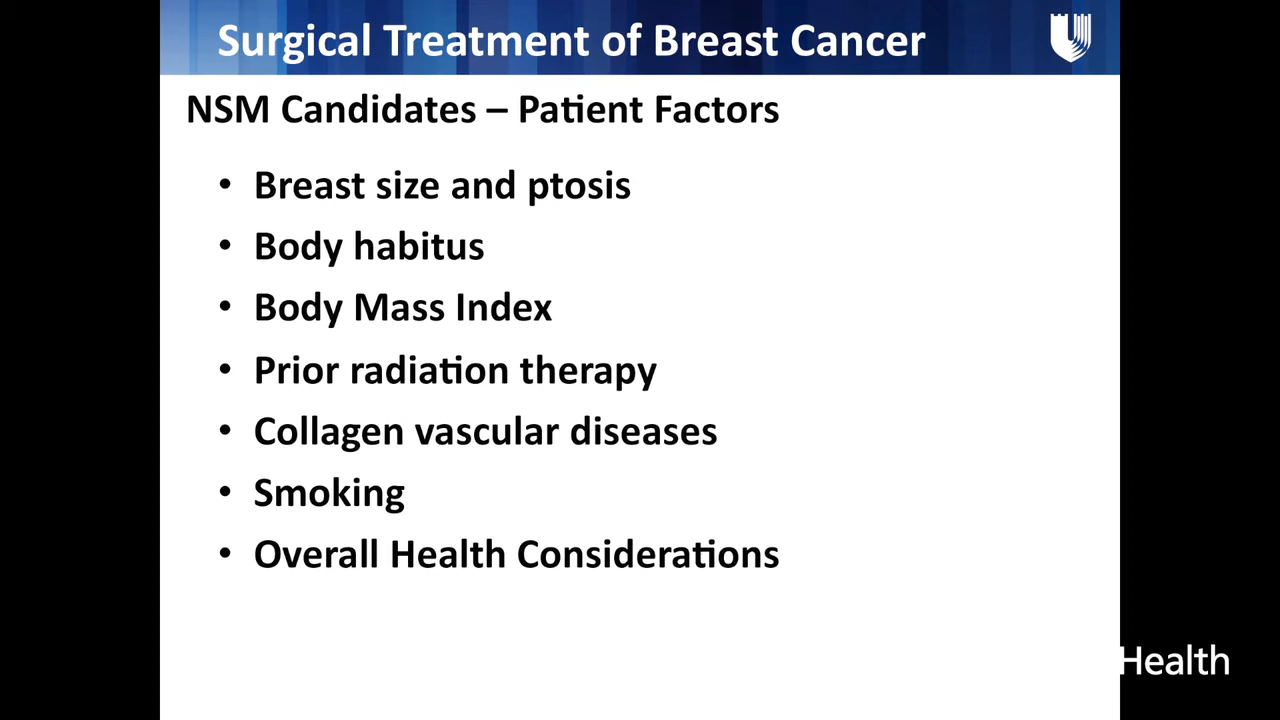 Surgical Treatment of Breast Cancer
NSM Candidates – Patient Factors
• Breast size and ptosis
• Body habitus
• Body Mass Index
• Prior radiation therapy
• Collagen vascular diseases
• Smoking
• Overall Health Considerations
Health